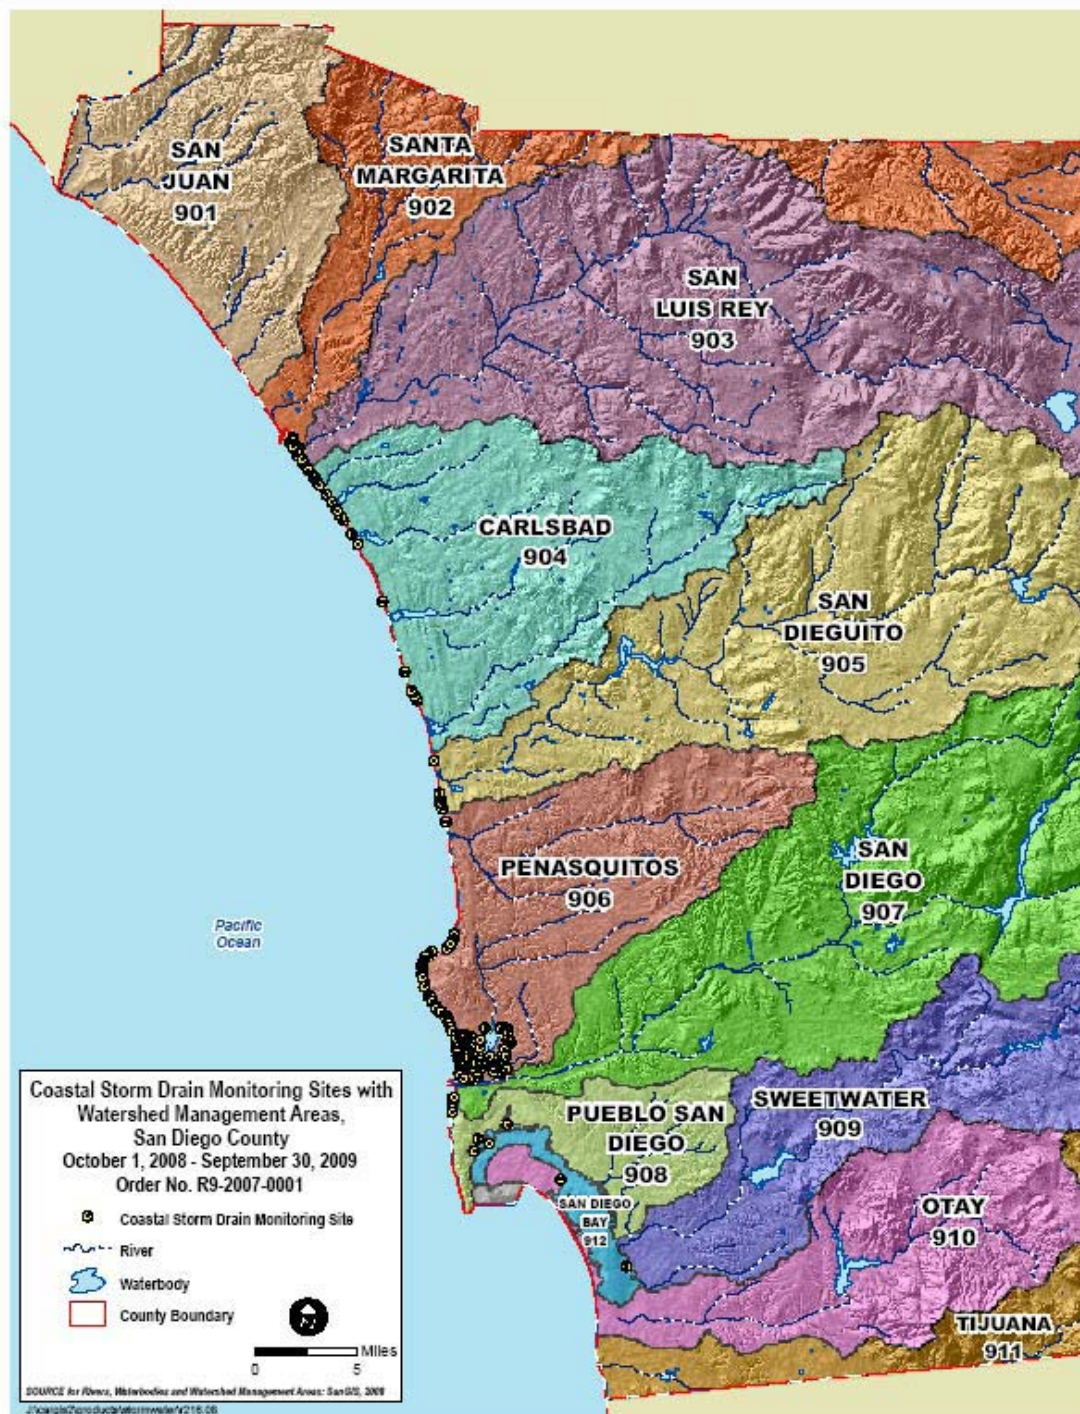 SAN
JUAN
901
SANTA
MARGARITA
902
SAN
LUIS REY
903
CARLSBAD
904
SAN
DIEGUITO
905
PENASQUITOS
906
SAN
DIEGO
907
Pacific
Ocean
PUEBLO SAN
DIEGO
908
SWEETWATER
909
SAN DIEGO
BAY
912
OTAY
910
TIJUANA
911
Coastal Storm Drain Monitoring Sites with
Watershed Management Areas,
San Diego County
October 1, 2008 - September 30, 2009
Order No. R9-2007-0001
Coastal Storm Drain Monitoring Site
River
Waterbody
County Boundary
Miles
0 5
SOURCE for Rivers, Waterbodies and Watershed Management Areas: SanGIS, 2008